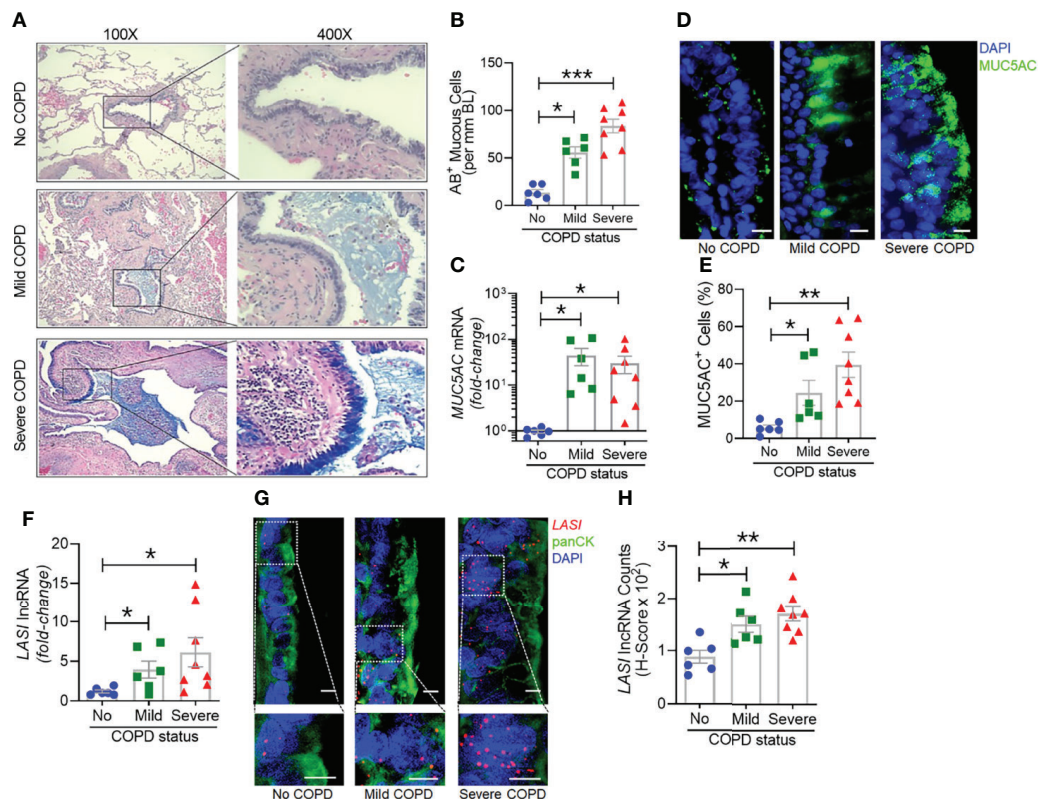 A
100X
400X
No COPD
Mild COPD
Severe COPD
B
AB+ Mucous Cells
(per mm BL)
150
100
50
0
*
***
No
Mild
Severe
COPD status
C
MUC5AC mRNA
(fold-change)
10³
10²
10¹
10⁰
*
*
No
Mild
Severe
COPD status
D
DAPI
MUC5AC
No COPD
Mild COPD
Severe COPD
E
MUC5AC+ Cells (%)
80
60
40
20
0
*
**
No
Mild
Severe
COPD status
F
LASI lncRNA
(fold-change)
20
15
10
5
0
*
*
No
Mild
Severe
COPD status
G
LASI
panCK
DAPI
No COPD
Mild COPD
Severe COPD
H
LASI lncRNA Counts
(H-Score x 10²)
3
2
1
0
*
**
No
Mild
Severe
COPD status